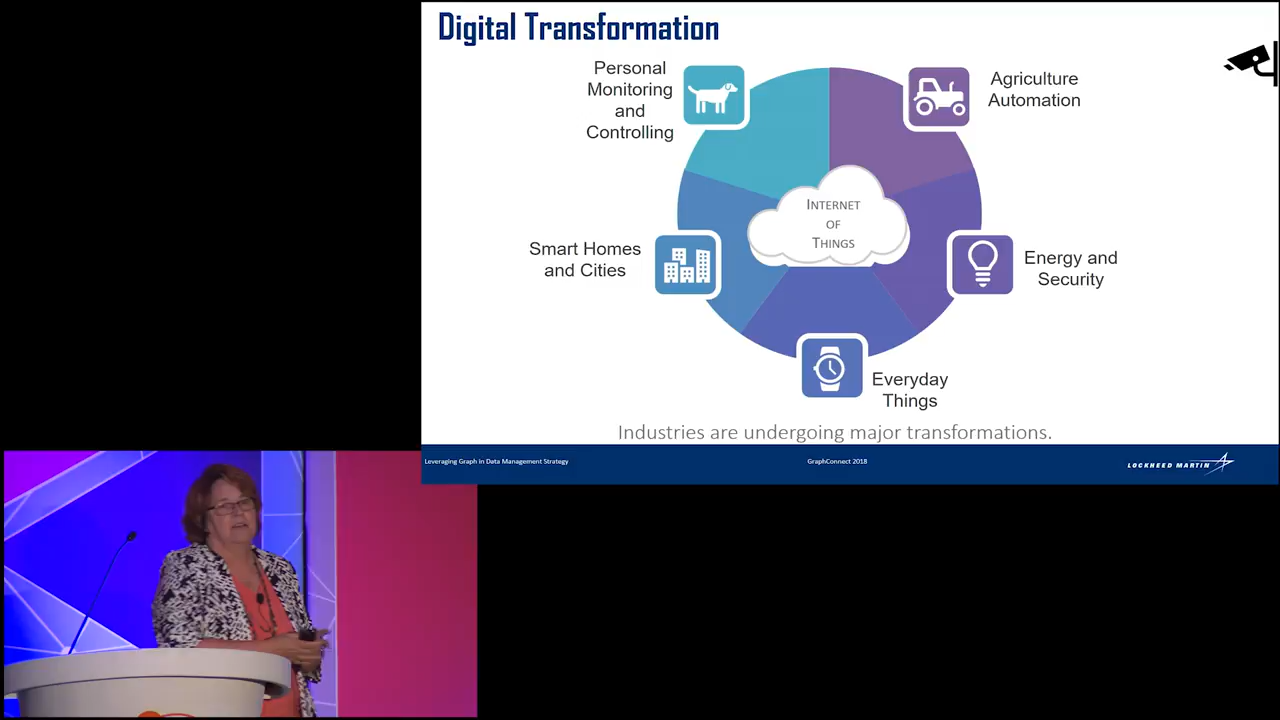 Digital Transformation
Personal
Monitoring
and
Controlling
Agriculture
Automation
INTERNET
OF
THINGS
Smart Homes
and Cities
Energy and
Security
Everyday
Things
Industries are undergoing major transformations.
Leveraging Graph in Data Management Strategy
GraphConnect 2018
LOCKHEED MARTIN